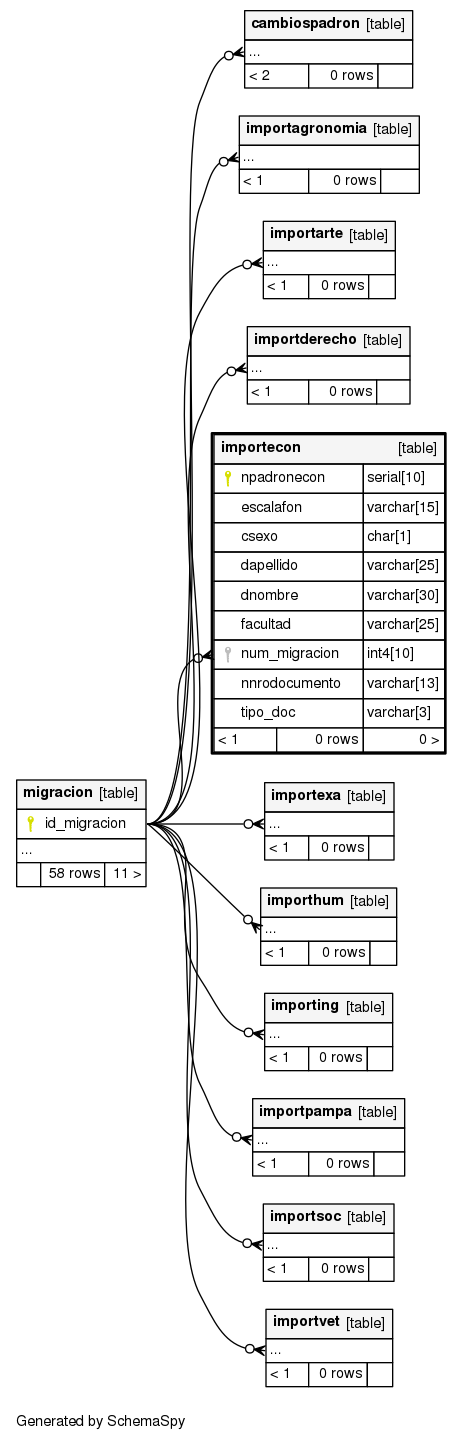 cambiospadron [table]
...
< 2 0 rows
importagronomia [table]
...
< 1 0 rows
importarte [table]
...
< 1 0 rows
importderecho [table]
...
< 1 0 rows
importecon [table]
npadronecon serial[10]
escalafon varchar[15]
csexo char[1]
dapellido varchar[25]
dnombre varchar[30]
facultad varchar[25]
num_migracion int4[10]
nnrodocumento varchar[13]
tipo_doc varchar[3]
< 1 0 rows 0 >
migracion [table]
id_migracion
...
58 rows 11 >
importexa [table]
...
< 1 0 rows
importhum [table]
...
< 1 0 rows
importing [table]
...
< 1 0 rows
importpampa [table]
...
< 1 0 rows
importsoc [table]
...
< 1 0 rows
importvet [table]
...
< 1 0 rows
Generated by SchemaSpy